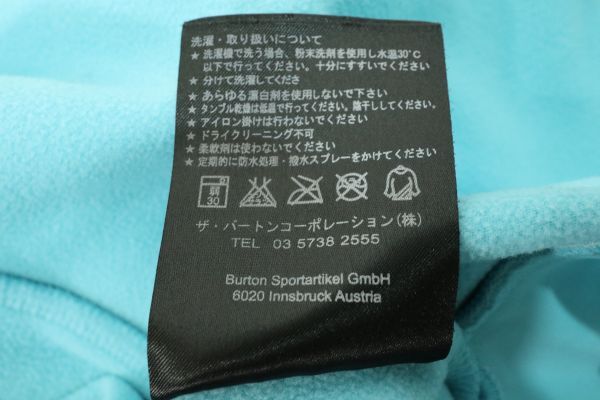 洗濯・取り扱いについて
★ 洗濯機で洗う場合、粉末洗剤を使用し水温30°C
以下で行ってください。十分にすすいでください
★ 分けて洗濯してくださ
★ あらゆる漂白剤を使用しないで下さい
★ タンブル乾燥は低温で行ってください。陰干ししてください。
★ アイロン掛けは行わないでください
★ ドライクリーニング不可
★ 柔軟剤は使わないでください
★ 定期的に防水処理・撥水スプレーをかけてください
弱
30
ザ・バートンコーポレーション(株)
TEL 03 5738 2555
Burton Sportartikel GmbH
6020 Innsbruck Austria